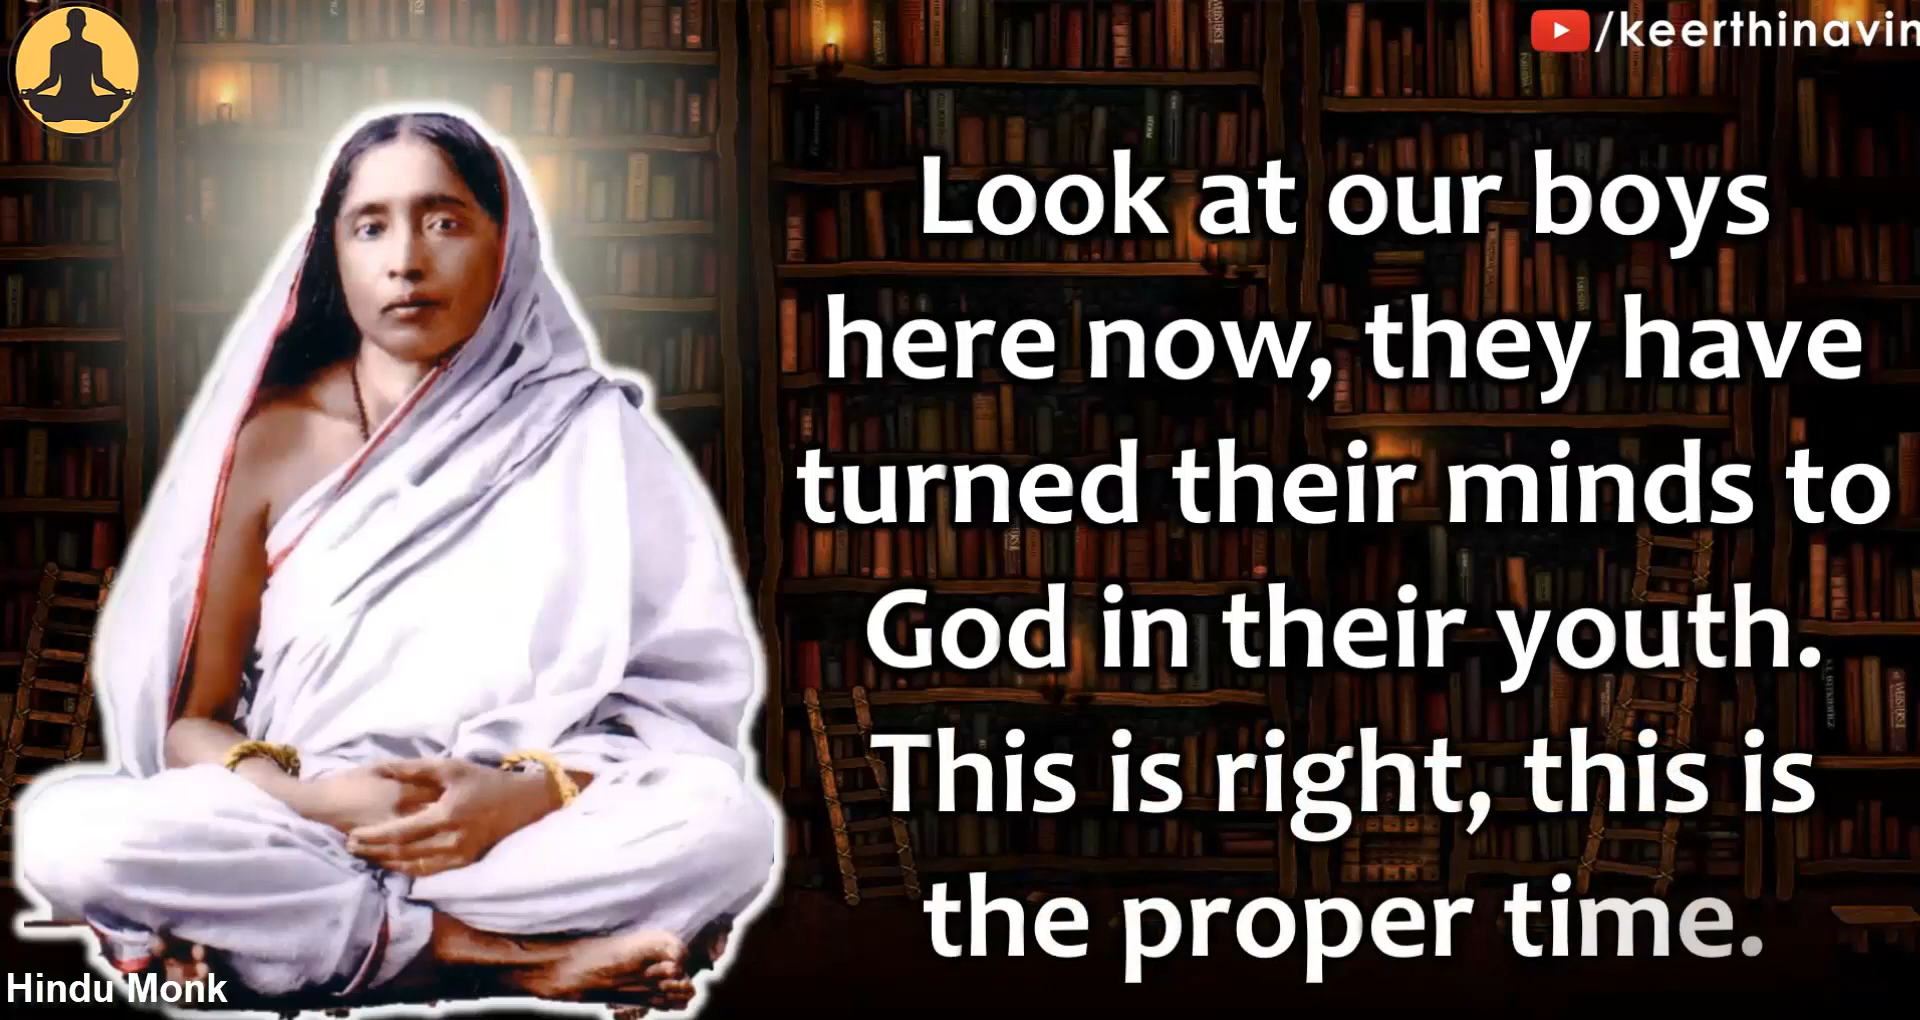 /keerthinavin
Look at our boys
here now, they have
turned their minds to
God in their youth.
This is right, this is
the proper time.
Hindu Monk